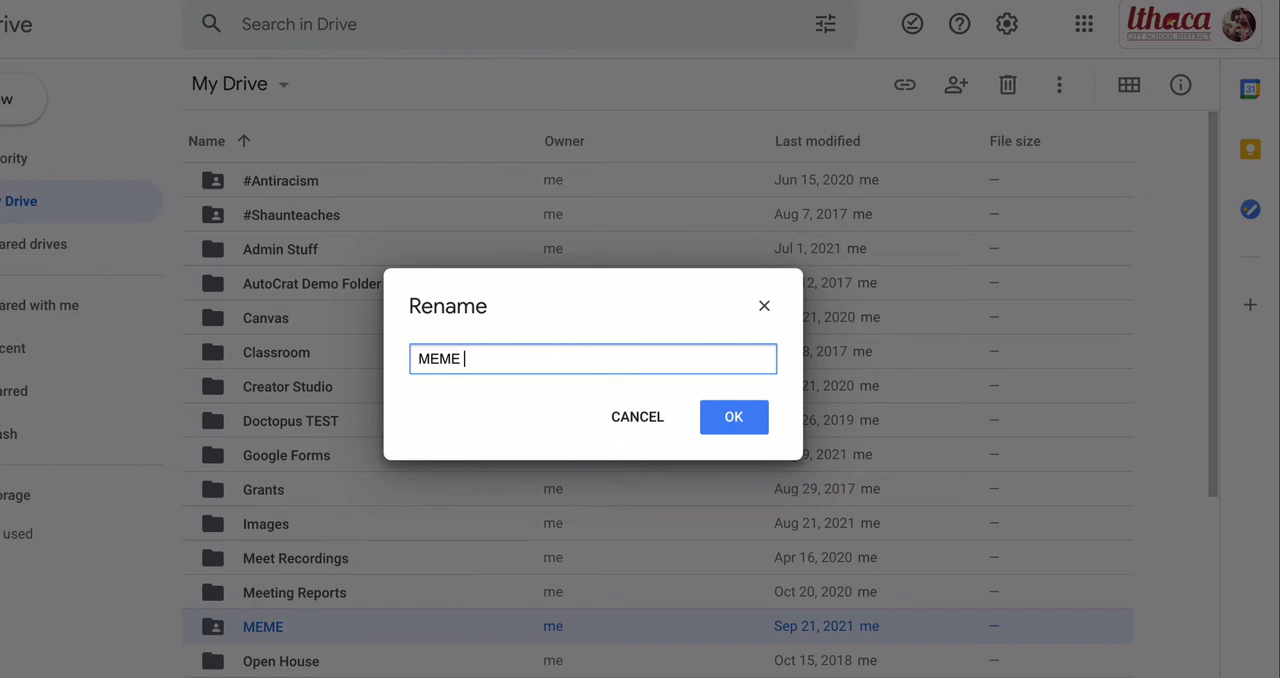 rive
Search in Drive
Ithaca
CITY SCHOOL DISTRICT
w
My Drive
31
Name Owner Last modified File size
ority
#Antiracism me Jun 15, 2020 me –
y Drive
#Shaunteaches me Aug 7, 2017 me –
ared drives
Admin Stuff me Jul 1, 2021 me –
AutoCrat Demo Folder 2, 2017 me –
ared with me
Canvas 21, 2020 me –
cent
Classroom 8, 2017 me –
arred
Creator Studio 21, 2020 me –
Doctopus TEST 26, 2019 me –
ash
Google Forms 9, 2021 me –
Rename
MEME
CANCEL OK
Grants me Aug 29, 2017 me –
orage
Images me Aug 21, 2021 me –
used
Meet Recordings me Apr 16, 2020 me –
Meeting Reports me Oct 20, 2020 me –
MEME me Sep 21, 2021 me –
Open House me Oct 15, 2018 me –